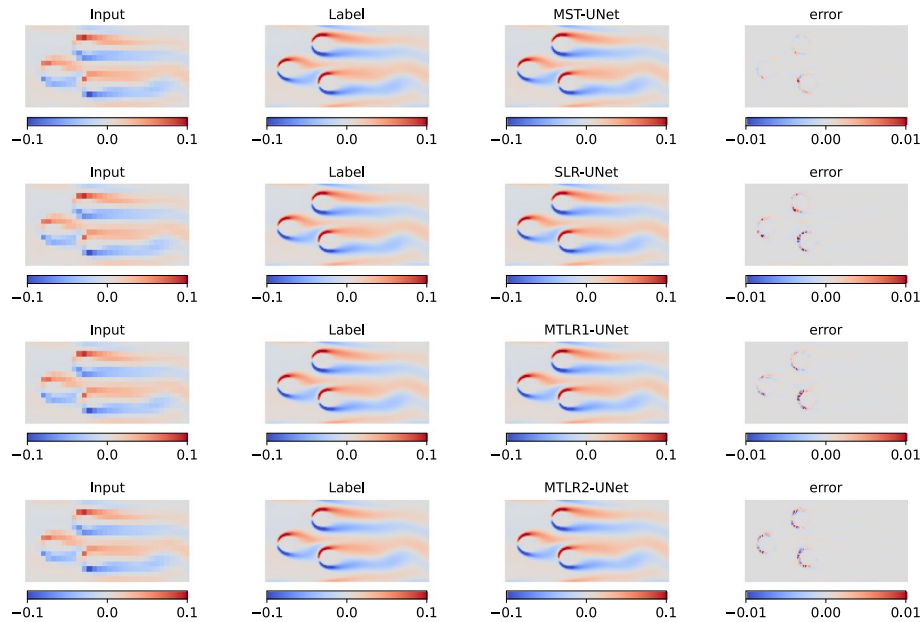 Input Label MST-UNet error
−0.1 0.0 0.1 −0.1 0.0 0.1 −0.1 0.0 0.1 −0.01 0.00 0.01
Input Label SLR-UNet error
−0.1 0.0 0.1 −0.1 0.0 0.1 −0.1 0.0 0.1 −0.01 0.00 0.01
Input Label MTLR1-UNet error
−0.1 0.0 0.1 −0.1 0.0 0.1 −0.1 0.0 0.1 −0.01 0.00 0.01
Input Label MTLR2-UNet error
−0.1 0.0 0.1 −0.1 0.0 0.1 −0.1 0.0 0.1 −0.01 0.00 0.01